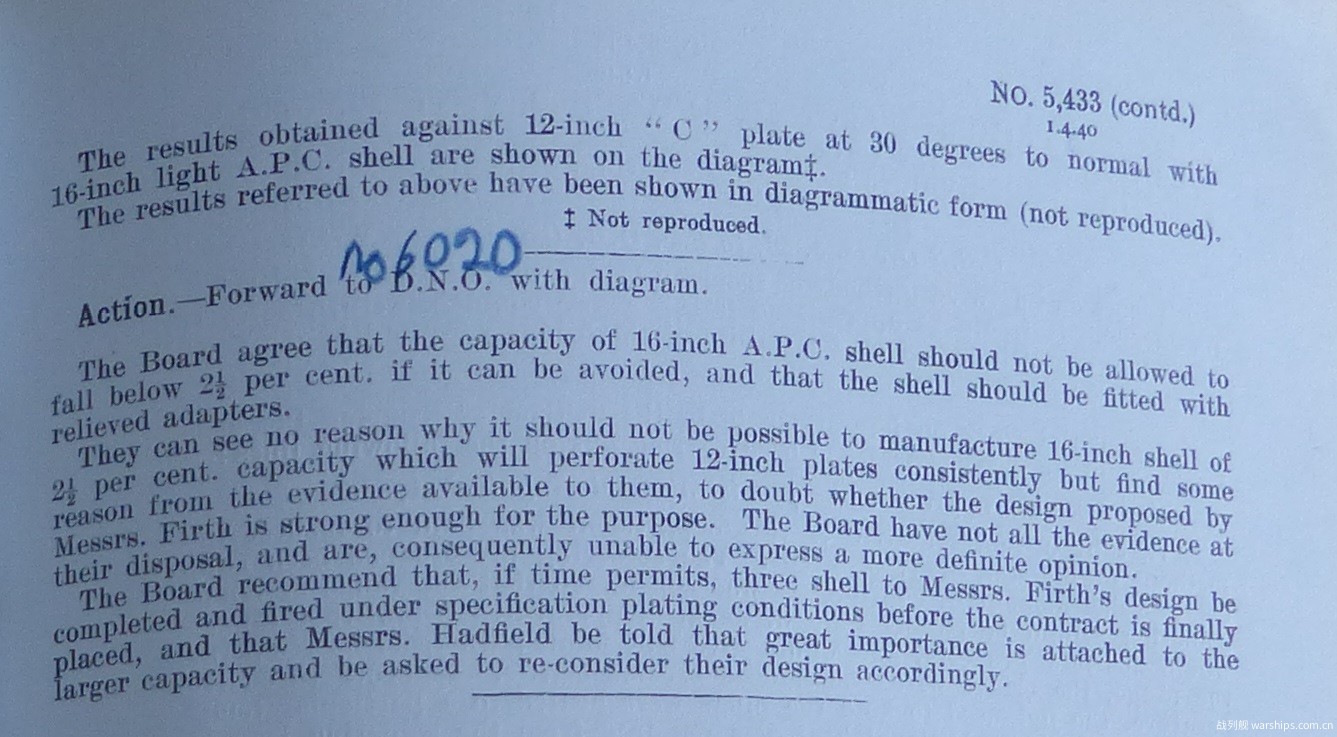 NO. 5,433 (contd.)
1.4.40
The results obtained against 12-inch “ C ” plate at 30 degrees to normal with
16-inch light A.P.C. shell are shown on the diagram‡.
The results referred to above have been shown in diagrammatic form (not reproduced).
‡ Not reproduced.
no 6020
Action.—Forward to D.N.O. with diagram.
The Board agree that the capacity of 16-inch A.P.C. shell should not be allowed to
fall below 2½ per cent. if it can be avoided, and that the shell should be fitted with
relieved adapters.
They can see no reason why it should not be possible to manufacture 16-inch shell of
2½ per cent. capacity which will perforate 12-inch plates consistently but find some
reason from the evidence available to them, to doubt whether the design proposed by
Messrs. Firth is strong enough for the purpose. The Board have not all the evidence at
their disposal, and are, consequently unable to express a more definite opinion.
The Board recommend that, if time permits, three shell to Messrs. Firth's design be
completed and fired under specification plating conditions before the contract is finally
placed, and that Messrs. Hadfield be told that great importance is attached to the
larger capacity and be asked to re-consider their design accordingly.
战列舰 warships.com.cn